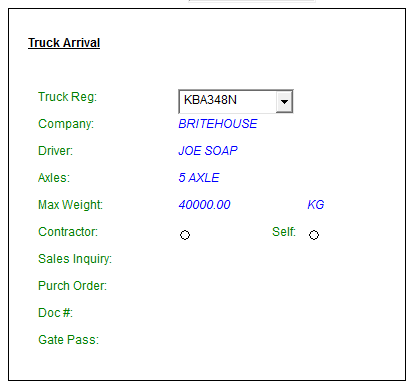 Truck Arrival
Truck Reg: KBA348N
Company: BRITEHOUSE
Driver: JOE SOAP
Axles: 5 AXLE
Max Weight: 40000.00 KG
Contractor: Self:
Sales Inquiry:
Purch Order:
Doc #:
Gate Pass: